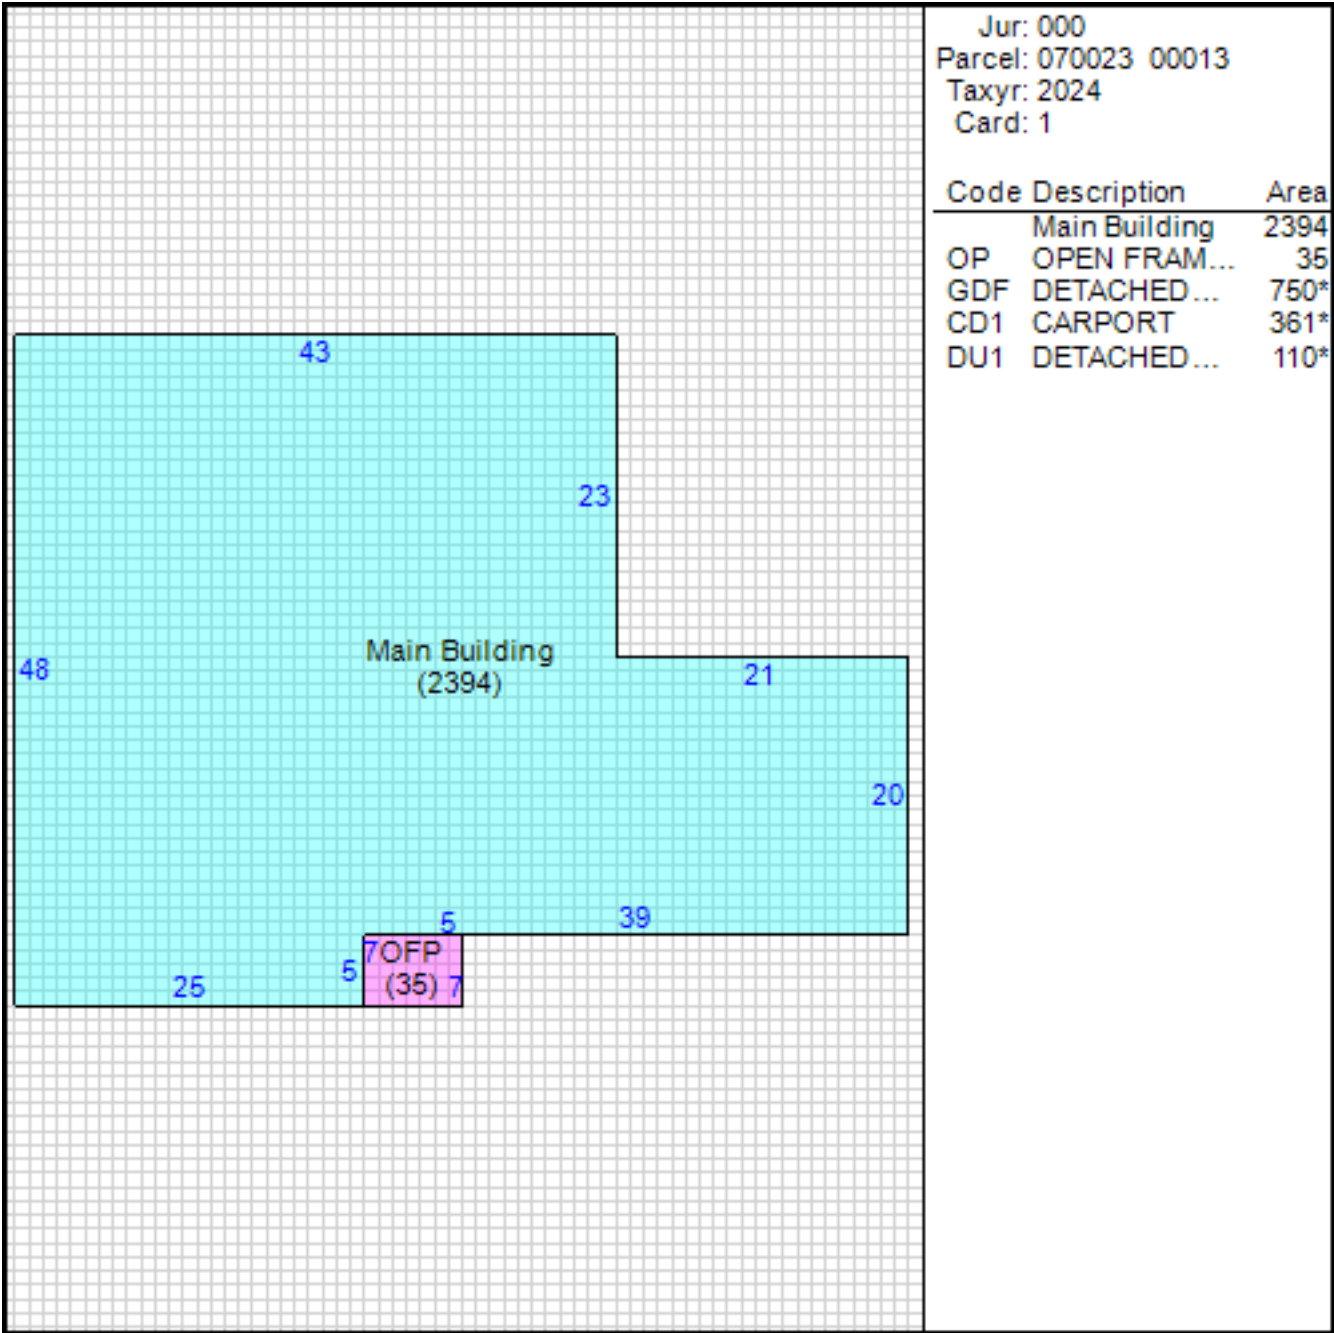 Jur: 000
Parcel: 070023 00013
Taxyr: 2024
Card: 1
Code Description Area
Main Building 2394
OP OPEN FRAM... 35
GDF DETACHED... 750*
CD1 CARPORT 361*
DU1 DETACHED... 110*
43
23
Main Building
(2394)
48
21
20
5
39
7OFP
5
(35) 7
25